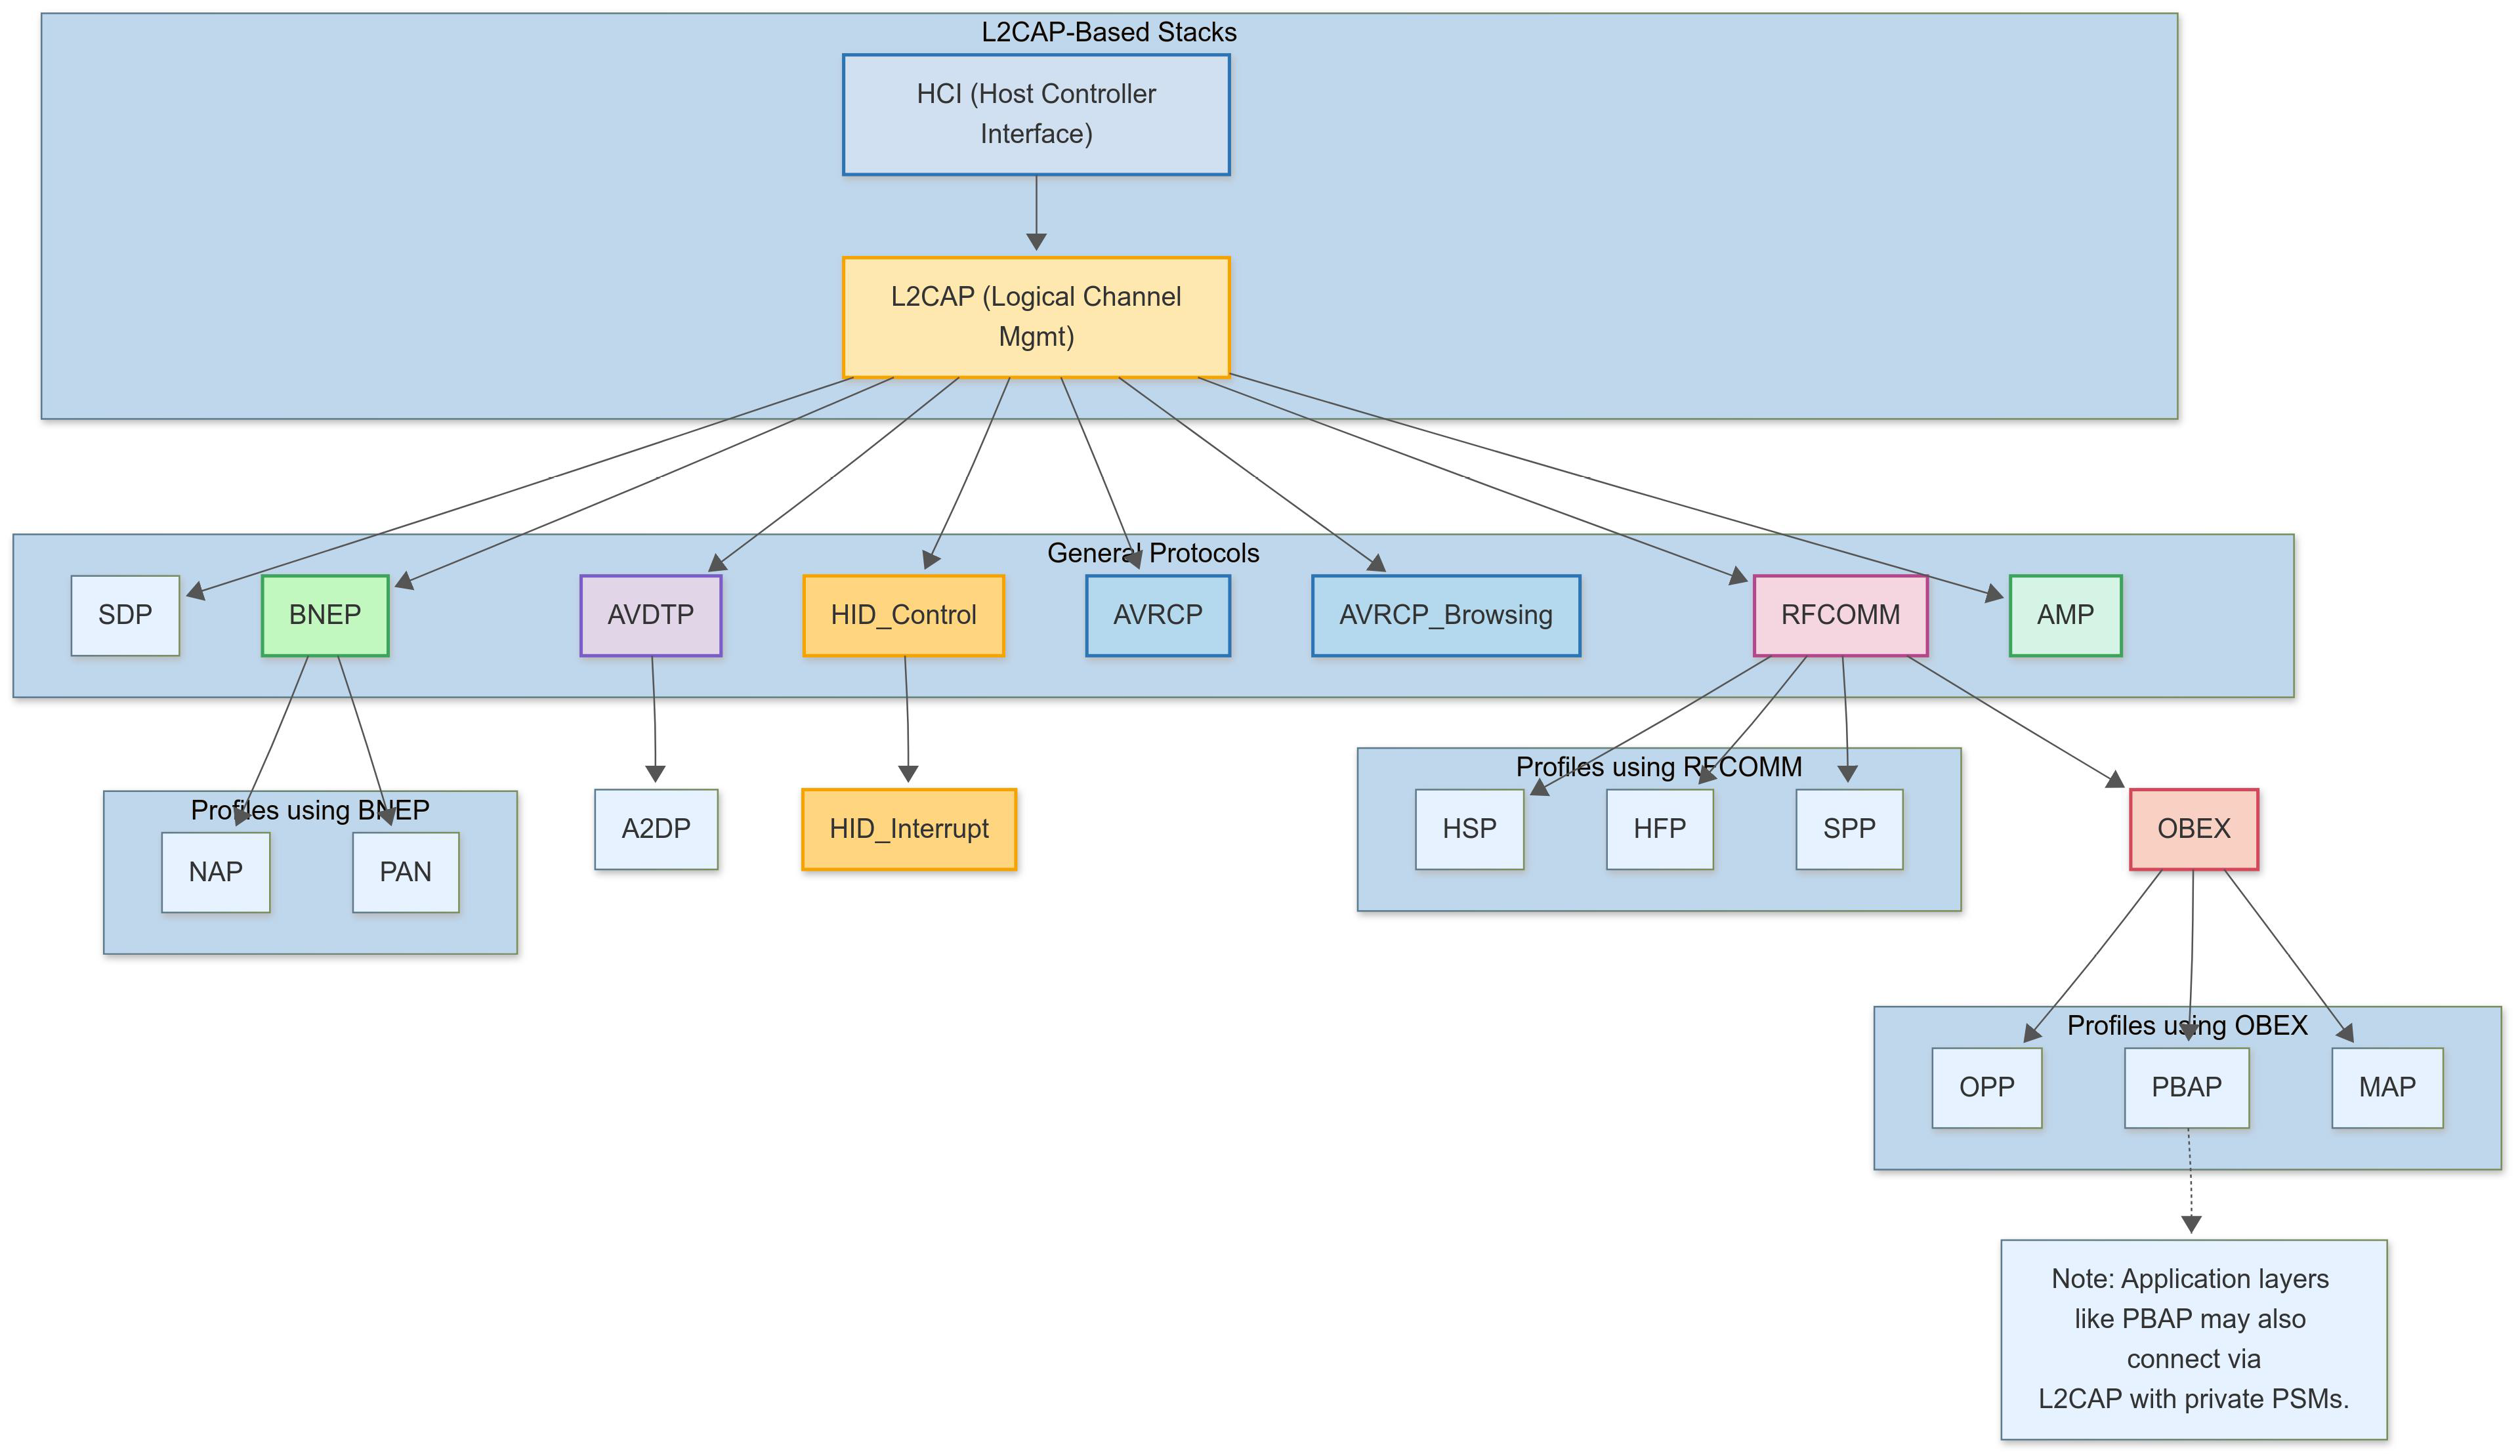 L2CAP-Based Stacks
HCI (Host Controller
Interface)
L2CAP (Logical Channel
Mgmt)
General Protocols
SDP
BNEP
AVDTP
HID_Control
AVRCP
AVRCP_Browsing
RFCOMM
AMP
Profiles using BNEP
NAP
PAN
A2DP
HID_Interrupt
Profiles using RFCOMM
HSP
HFP
SPP
OBEX
Profiles using OBEX
OPP
PBAP
MAP
Note: Application layers
like PBAP may also
connect via
L2CAP with private PSMs.